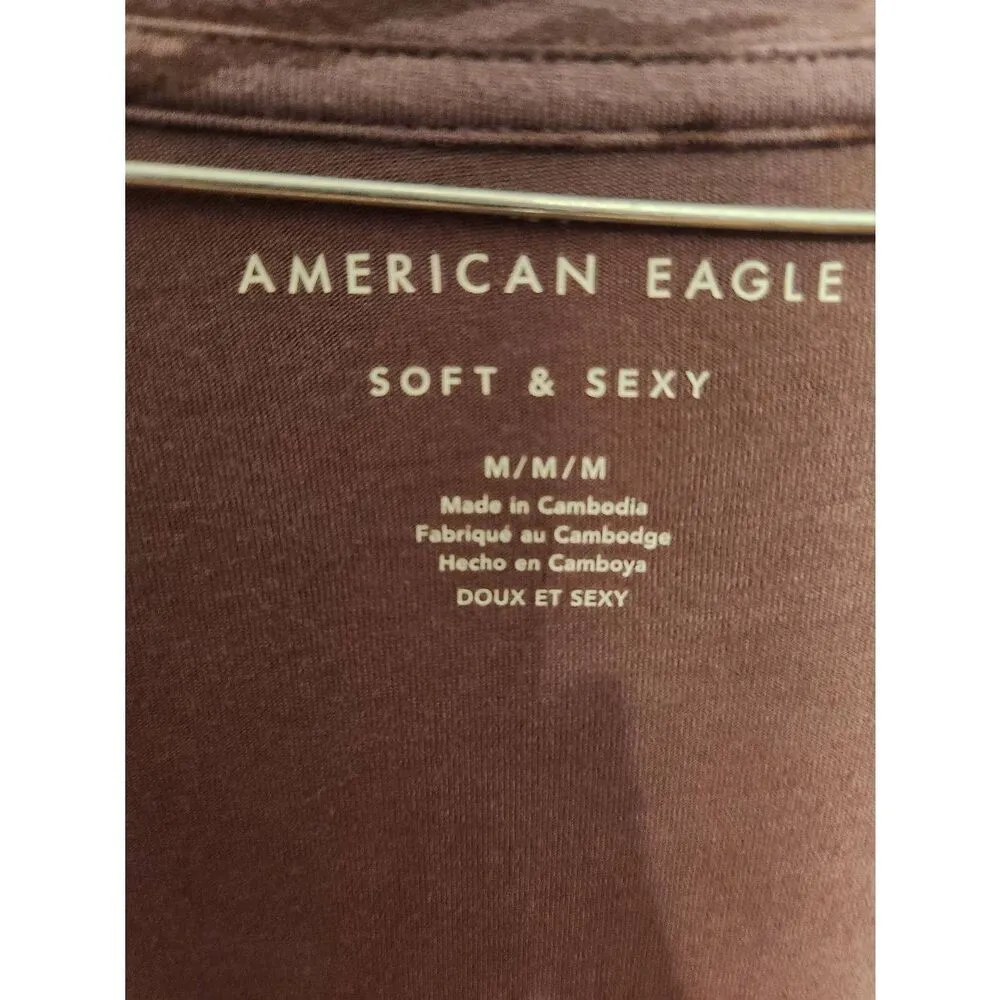 AMERICAN EAGLE
SOFT & SEXY
M/M/M
Made in Cambodia
Fabriqué au Cambodge
Hecho en Camboya
DOUX ET SEXY